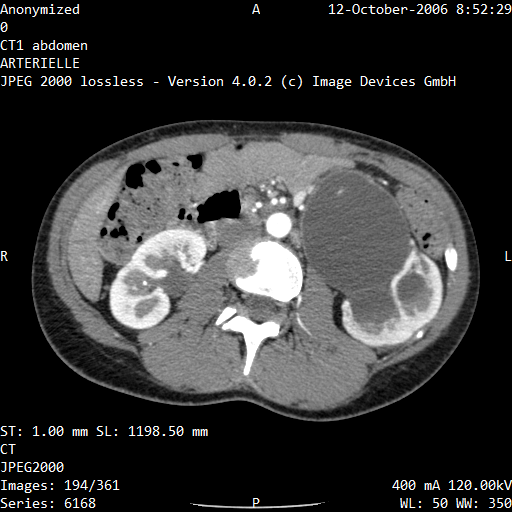 Anonymized A 12-October-2006 8:52:29
0
CT1 abdomen
ARTERIELLE
JPEG 2000 lossless - Version 4.0.2 (c) Image Devices GmbH
R L
ST: 1.00 mm SL: 1198.50 mm
CT
JPEG2000
Images: 194/361 400 mA 120.00kV
Series: 6168 P WL: 50 WW: 350